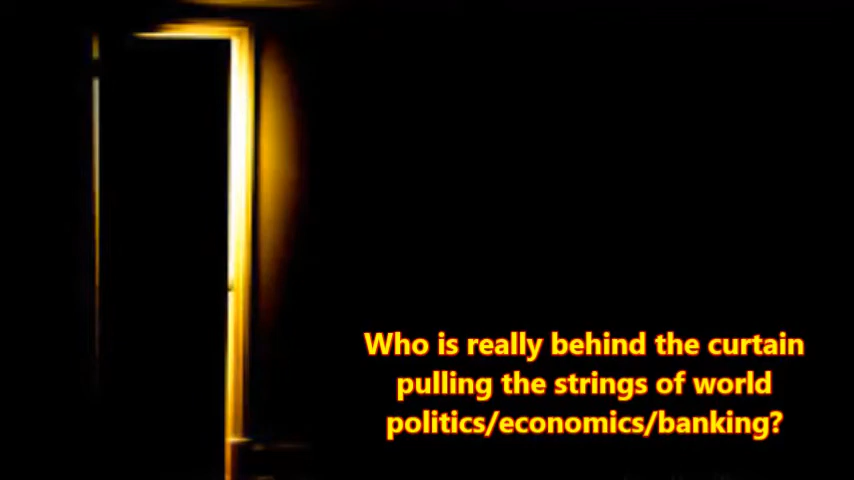 Who is really behind the curtain
pulling the strings of world
politics/economics/banking?